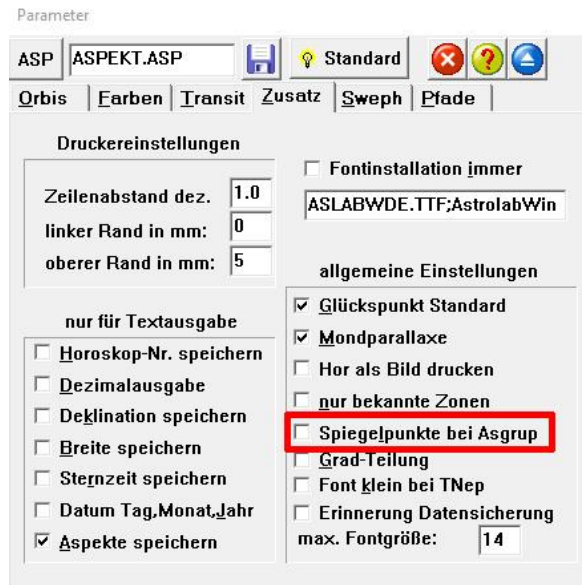 Parameter
ASP ASPEKT.ASP Standard
Orbis Farben Transit Zusatz Sweph Pfade
Druckereinstellungen
Zeilenabstand dez. 1.0
linker Rand in mm: 0
oberer Rand in mm: 5
Fontinstallation immer
ASLABWDE.TTF;AstrolabWin
nur für Textausgabe
Horoskop-Nr. speichern
Dezimalausgabe
Deklination speichern
Breite speichern
Sternzeit speichern
Datum Tag,Monat,Jahr
Aspekte speichern
allgemeine Einstellungen
Glückspunkt Standard
Mondparallaxe
Hor als Bild drucken
nur bekannte Zonen
Spiegelpunkte bei Asgrup
Grad-Teilung
Font klein bei TNep
Erinnerung Datensicherung
max. Fontgröße: 14